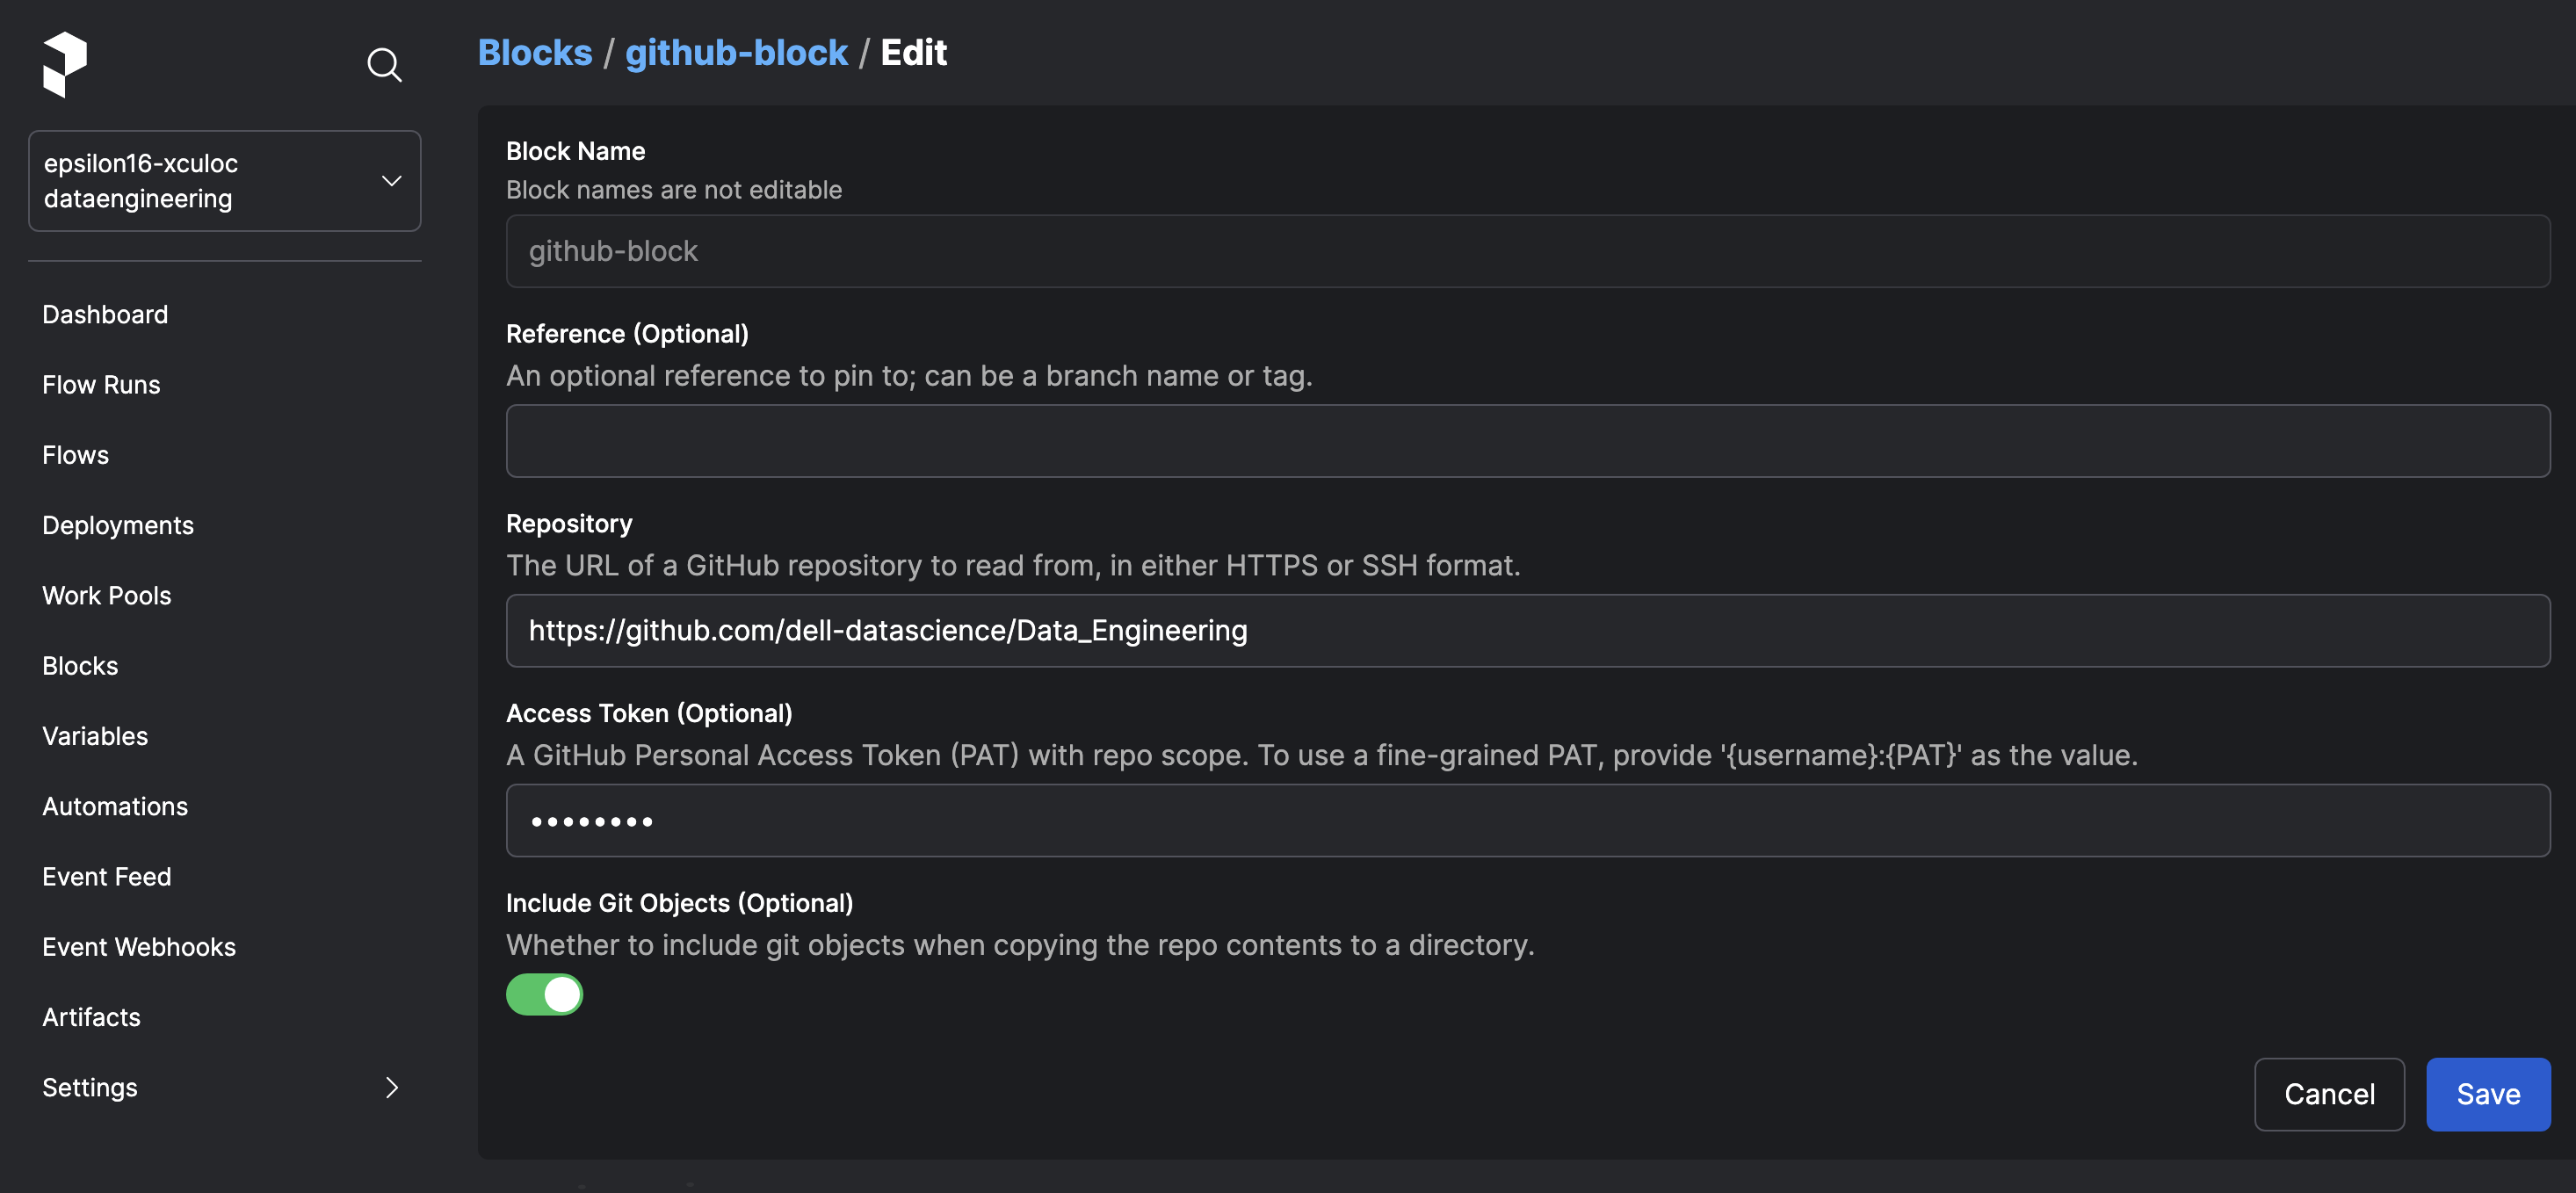 Blocks / github-block / Edit
epsilon16-xculoc
dataengineering
Dashboard
Flow Runs
Flows
Deployments
Work Pools
Blocks
Variables
Automations
Event Feed
Event Webhooks
Artifacts
Settings
Block Name
Block names are not editable
github-block
Reference (Optional)
An optional reference to pin to; can be a branch name or tag.
Repository
The URL of a GitHub repository to read from, in either HTTPS or SSH format.
https://github.com/dell-datascience/Data_Engineering
Access Token (Optional)
A GitHub Personal Access Token (PAT) with repo scope. To use a fine-grained PAT, provide '{username}:{PAT}' as the value.
••••••••
Include Git Objects (Optional)
Whether to include git objects when copying the repo contents to a directory.
Cancel Save